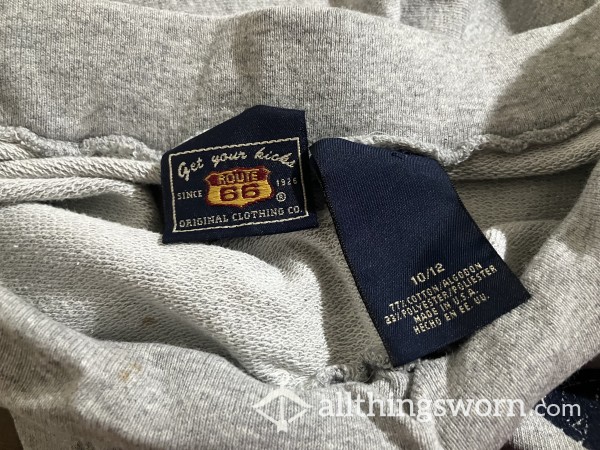 Get your kicks
ROUTE
SINCE 66 1926
®
ORIGINAL CLOTHING CO.
10/12
77% COTTON/ALGODON
23% POLYESTER/POLIESTER
MADE IN U.S.A.
HECHO EN EE. UU.
allthingsworn.com